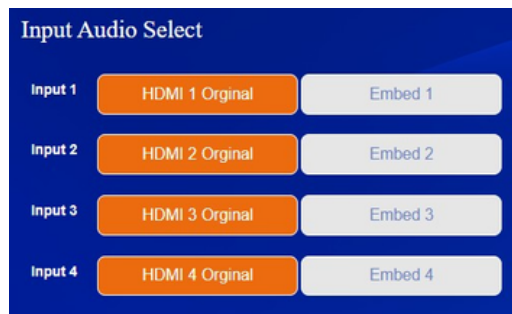 Input Audio Select
Input 1 HDMI 1 Orginal Embed 1
Input 2 HDMI 2 Orginal Embed 2
Input 3 HDMI 3 Orginal Embed 3
Input 4 HDMI 4 Orginal Embed 4